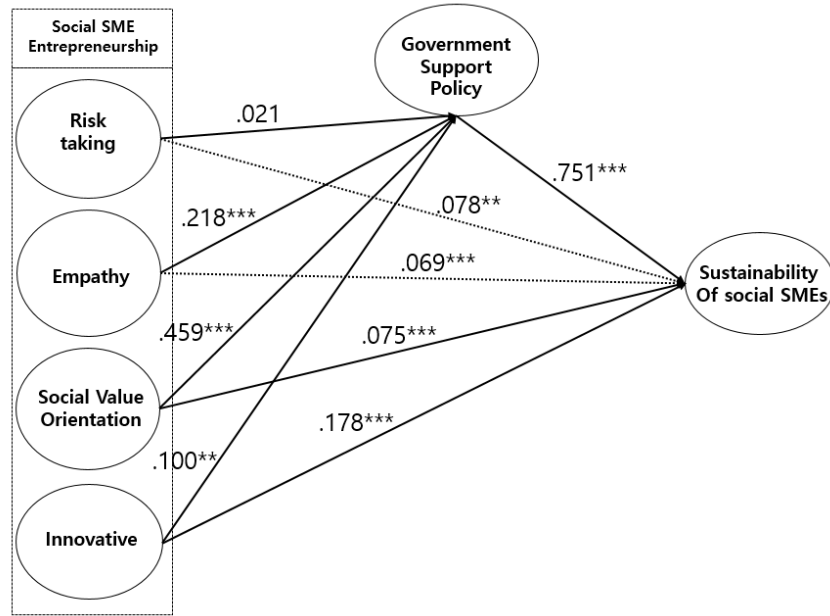 Social SME
Entrepreneurship
Government
Support
Policy
Risk
taking
.021
.751***
.078**
.218***
Empathy
.069***
Sustainability
Of social SMEs
.459***
.075***
Social Value
Orientation
.178***
.100**
Innovative